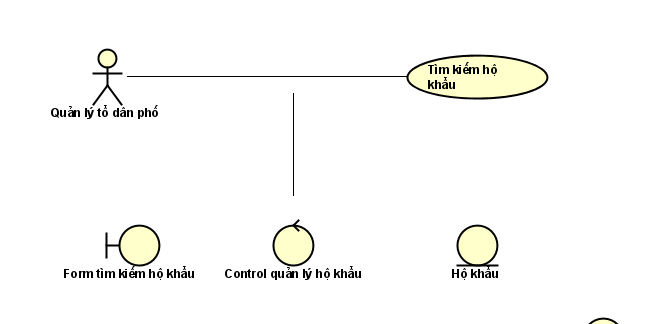 Tìm kiếm hộ
khẩu
Quản lý tổ dân phố
Form tìm kiếm hộ khẩu
Control quản lý hộ khẩu
Hộ khẩu